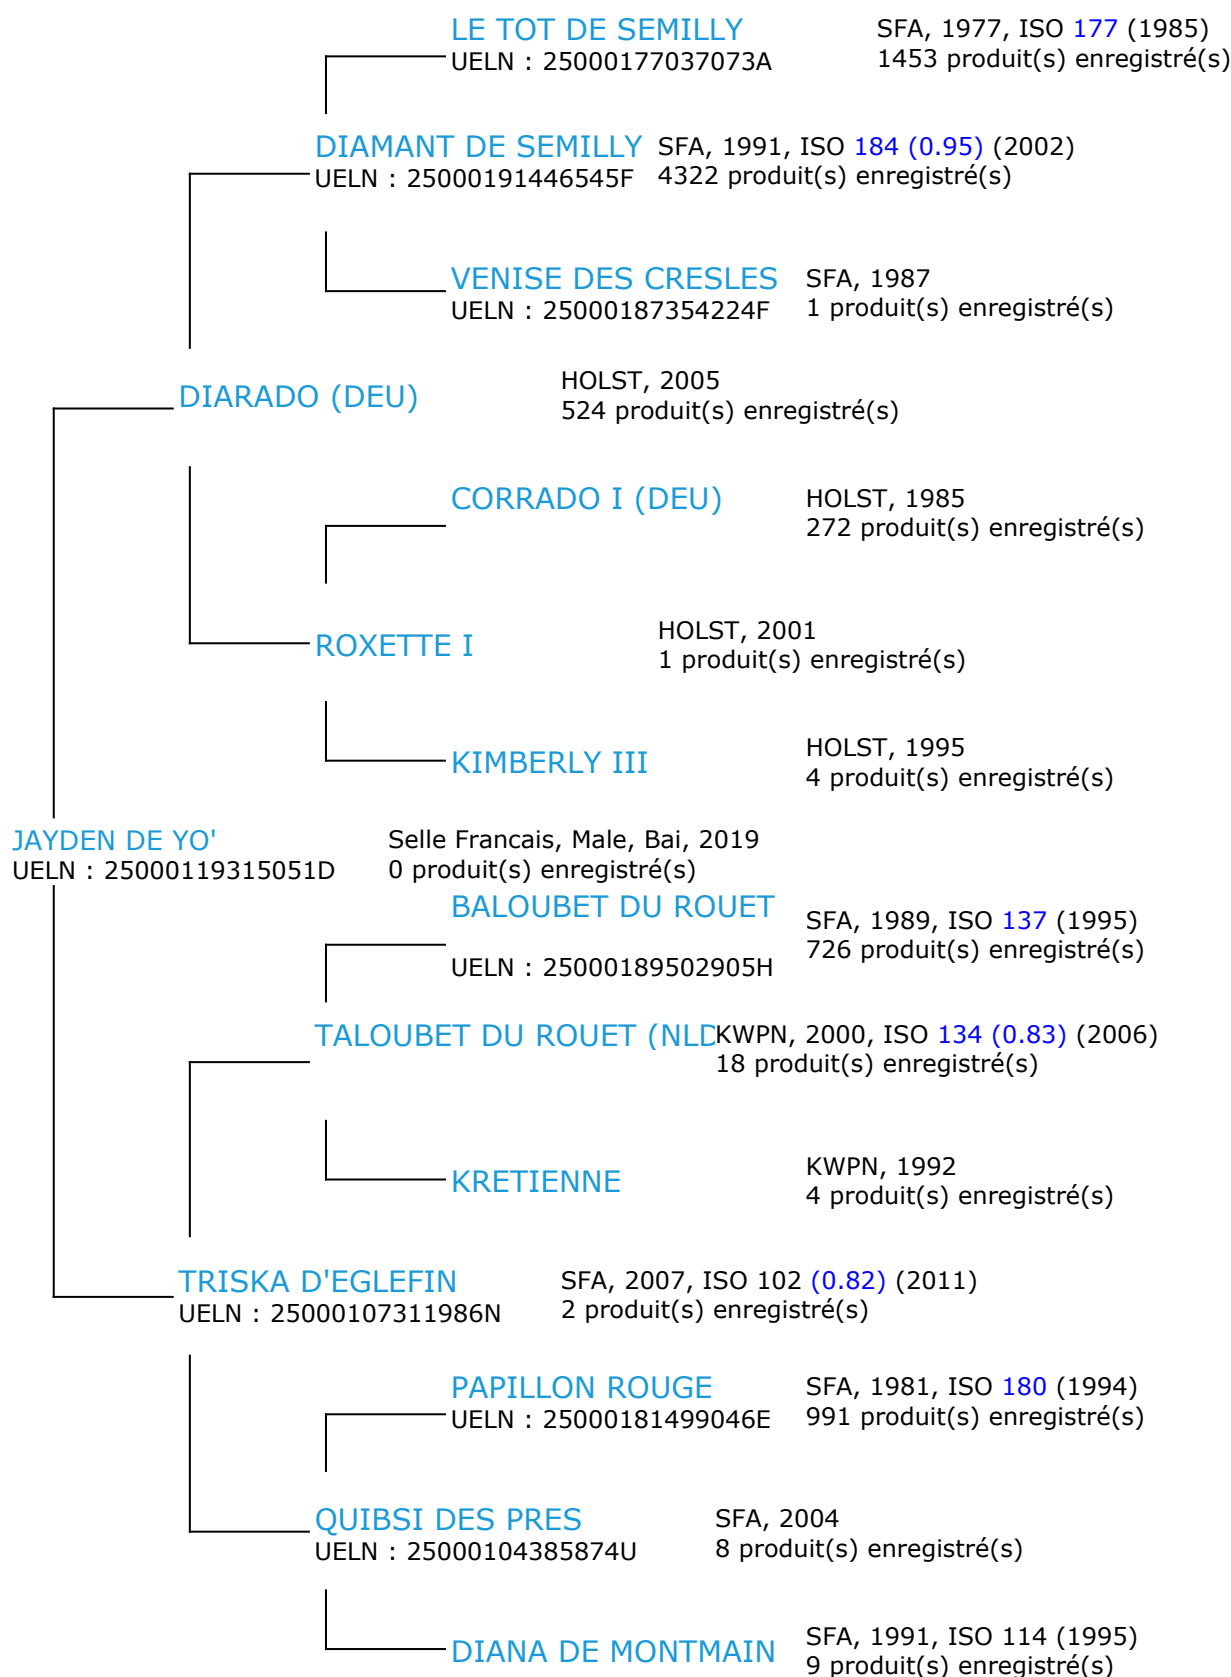 LE TOT DE SEMILLY
UELN : 25000177037073A
SFA, 1977, ISO 177 (1985)
1453 produit(s) enregistré(s)
DIAMANT DE SEMILLY
UELN : 25000191446545F
SFA, 1991, ISO 184 (0.95) (2002)
4322 produit(s) enregistré(s)
VENISE DES CRESLES
UELN : 25000187354224F
SFA, 1987
1 produit(s) enregistré(s)
DIARADO (DEU)
HOLST, 2005
524 produit(s) enregistré(s)
CORRADO I (DEU)
HOLST, 1985
272 produit(s) enregistré(s)
ROXETTE I
HOLST, 2001
1 produit(s) enregistré(s)
KIMBERLY III
HOLST, 1995
4 produit(s) enregistré(s)
JAYDEN DE YO'
UELN : 25000119315051D
Selle Francais, Male, Bai, 2019
0 produit(s) enregistré(s)
BALOUBET DU ROUET
UELN : 25000189502905H
SFA, 1989, ISO 137 (1995)
726 produit(s) enregistré(s)
TALOUBET DU ROUET (NLD
KWPN, 2000, ISO 134 (0.83) (2006)
18 produit(s) enregistré(s)
KRETIENNE
KWPN, 1992
4 produit(s) enregistré(s)
TRISKA D'EGLEFIN
UELN : 25000107311986N
SFA, 2007, ISO 102 (0.82) (2011)
2 produit(s) enregistré(s)
PAPILLON ROUGE
UELN : 25000181499046E
SFA, 1981, ISO 180 (1994)
991 produit(s) enregistré(s)
QUIBSI DES PRES
UELN : 25000104385874U
SFA, 2004
8 produit(s) enregistré(s)
DIANA DE MONTMAIN
SFA, 1991, ISO 114 (1995)
9 produit(s) enregistré(s)